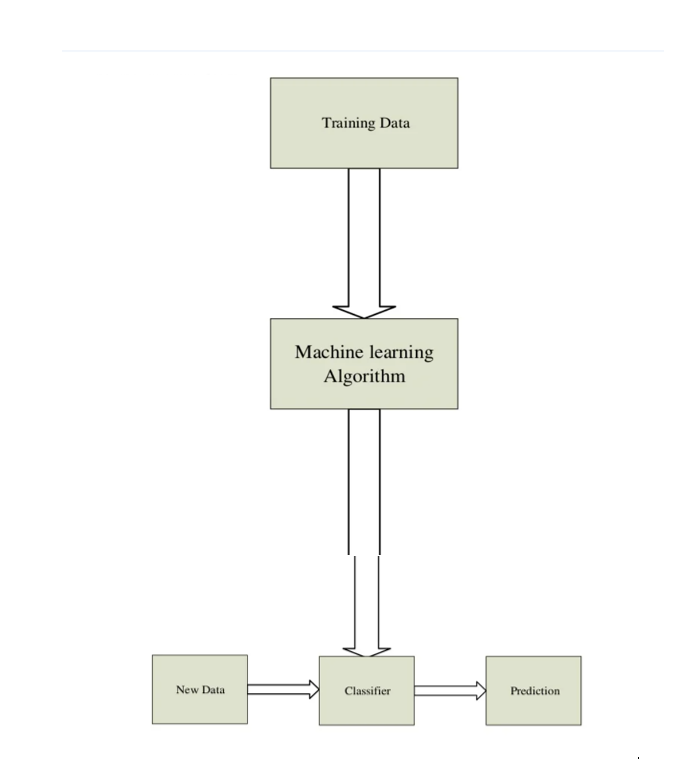 Training Data
Machine learning
Algorithm
New Data
Classifier
Prediction